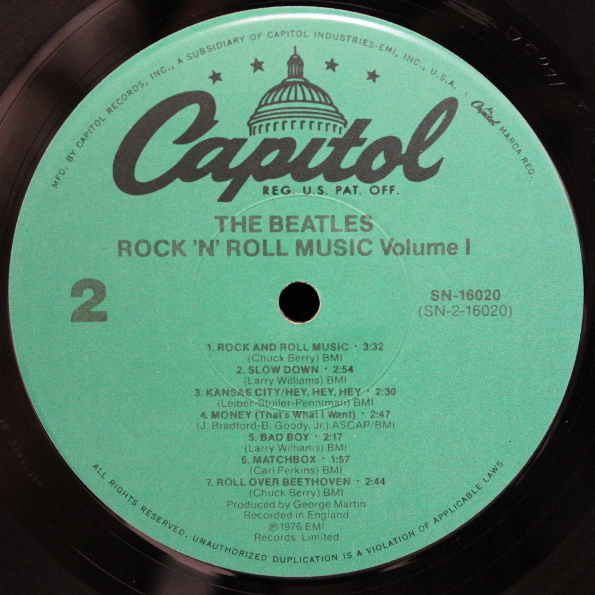 MFD. BY CAPITOL RECORDS, INC., A SUBSIDIARY OF CAPITOL INDUSTRIES-EMI, INC., U.S.A. · Capitol MARCA REG.
Capitol
REG. U.S. PAT. OFF.
THE BEATLES
ROCK 'N' ROLL MUSIC Volume I
2
SN-16020
(SN-2-16020)
1. ROCK AND ROLL MUSIC · 3:32
(Chuck Berry) BMI
2. SLOW DOWN · 2:54
(Larry Williams) BMI
3. KANSAS CITY/HEY, HEY, HEY · 2:30
(Leiber-Stoller-Penniman) BMI
4. MONEY (That's What I Want) · 2:47
(J. Bradford-B. Goody, Jr.) ASCAP/BMI
5. BAD BOY · 2:17
(Larry Williams) BMI
6. MATCHBOX · 1:57
(Carl Perkins) BMI
7. ROLL OVER BEETHOVEN · 2:44
(Chuck Berry) BMI
Produced by George Martin
Recorded in England
℗ 1976 EMI
Records. Limited
ALL RIGHTS RESERVED. UNAUTHORIZED DUPLICATION IS A VIOLATION OF APPLICABLE LAWS